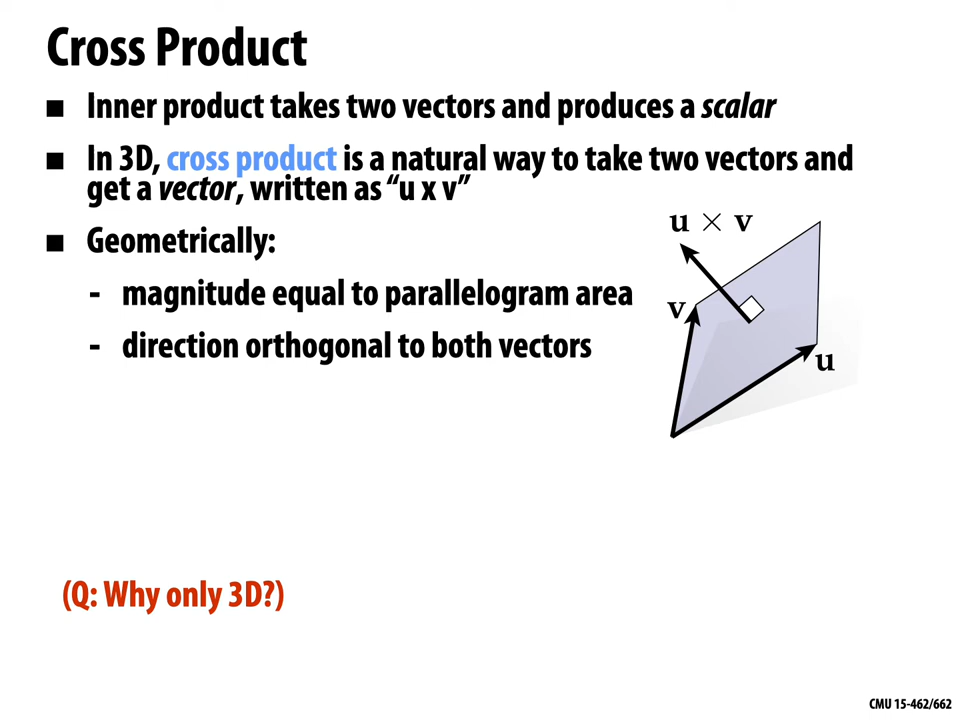 Cross Product
■ Inner product takes two vectors and produces a scalar
■ In 3D, cross product is a natural way to take two vectors and
get a vector, written as “u x v”
■ Geometrically:
- magnitude equal to parallelogram area
- direction orthogonal to both vectors
u × v
v
u
(Q: Why only 3D?)
CMU 15-462/662